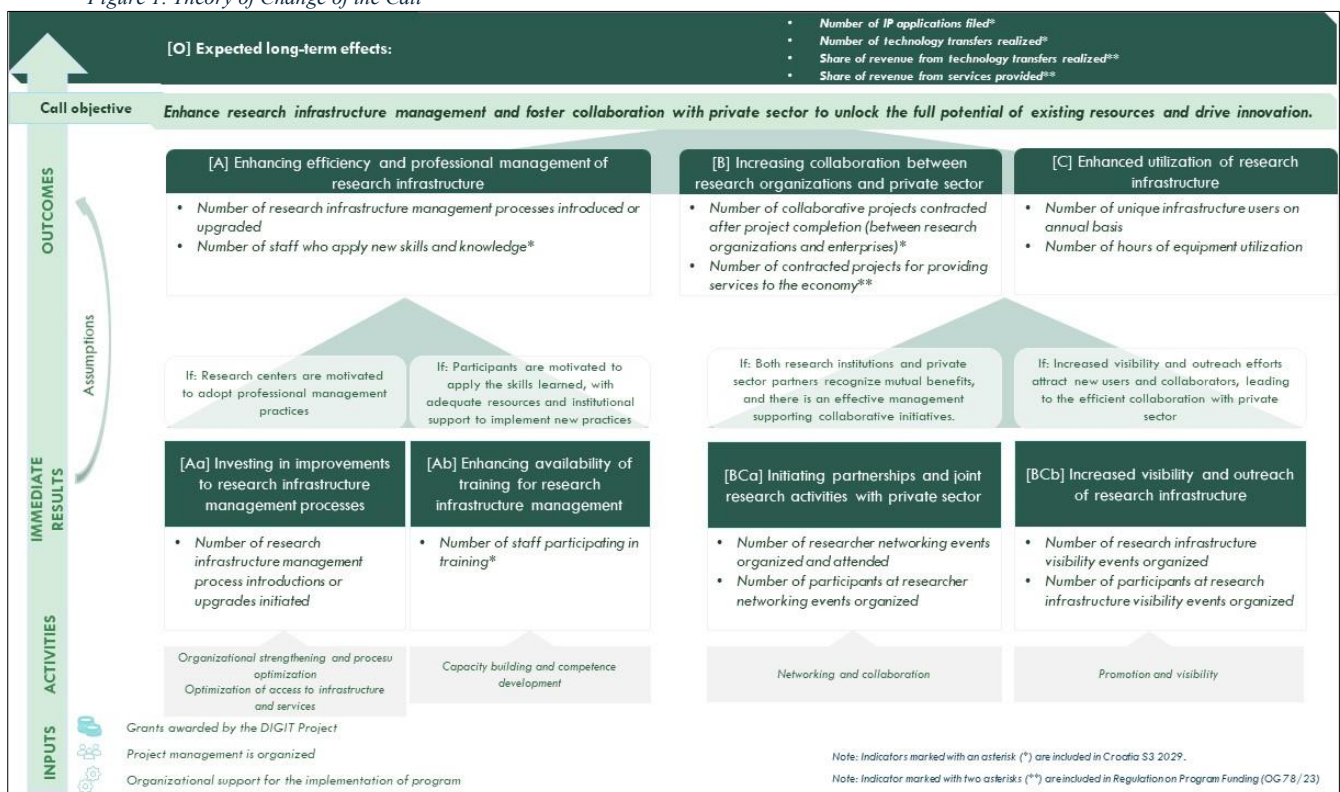 Figure 1. Theory of Change of the Call
[O] Expected long-term effects:
• Number of IP applications filed*
• Number of technology transfers realized*
• Share of revenue from technology transfers realized**
• Share of revenue from services provided**
Call objective
Enhance research infrastructure management and foster collaboration with private sector to unlock the full potential of existing resources and drive innovation.
OUTCOMES
[A] Enhancing efficiency and professional management of
research infrastructure
• Number of research infrastructure management processes introduced or
upgraded
• Number of staff who apply new skills and knowledge*
[B] Increasing collaboration between
research organizations and private sector
• Number of collaborative projects contracted
after project completion (between research
organizations and enterprises)*
• Number of contracted projects for providing
services to the economy**
[C] Enhanced utilization of research
infrastructure
• Number of unique infrastructure users on
annual basis
• Number of hours of equipment utilization
Assumptions
If: Research centers are motivated
to adopt professional management
practices
If: Participants are motivated to
apply the skills learned, with
adequate resources and institutional
support to implement new practices
If: Both research institutions and private
sector partners recognize mutual benefits,
and there is an effective management
supporting collaborative initiatives.
If: Increased visibility and outreach efforts
attract new users and collaborators, leading
to the efficient collaboration with private
sector
IMMEDIATE
RESULTS
[Aa] Investing in improvements
to research infrastructure
management processes
• Number of research
infrastructure management
process introductions or
upgrades initiated
[Ab] Enhancing availability of
training for research
infrastructure management
• Number of staff participating in
training*
[BCa] Initiating partnerships and joint
research activities with private sector
• Number of researcher networking events
organized and attended
• Number of participants at researcher
networking events organized
[BCb] Increased visibility and outreach
of research infrastructure
• Number of research infrastructure
visibility events organized
• Number of participants at research
infrastructure visibility events organized
ACTIVITIES
Organizational strengthening and procesu
optimization
Optimization of access to infrastructure
and services
Capacity building and competence
development
Networking and collaboration
Promotion and visibility
INPUTS
Grants awarded by the DIGIT Project
Project management is organized
Organizational support for the implementation of program
Note: Indicators marked with an asterisk (*) are included in Croatia S3 2029.
Note: Indicator marked with two asterisks (**) are included in Regulation on Program Funding (OG 78/23)